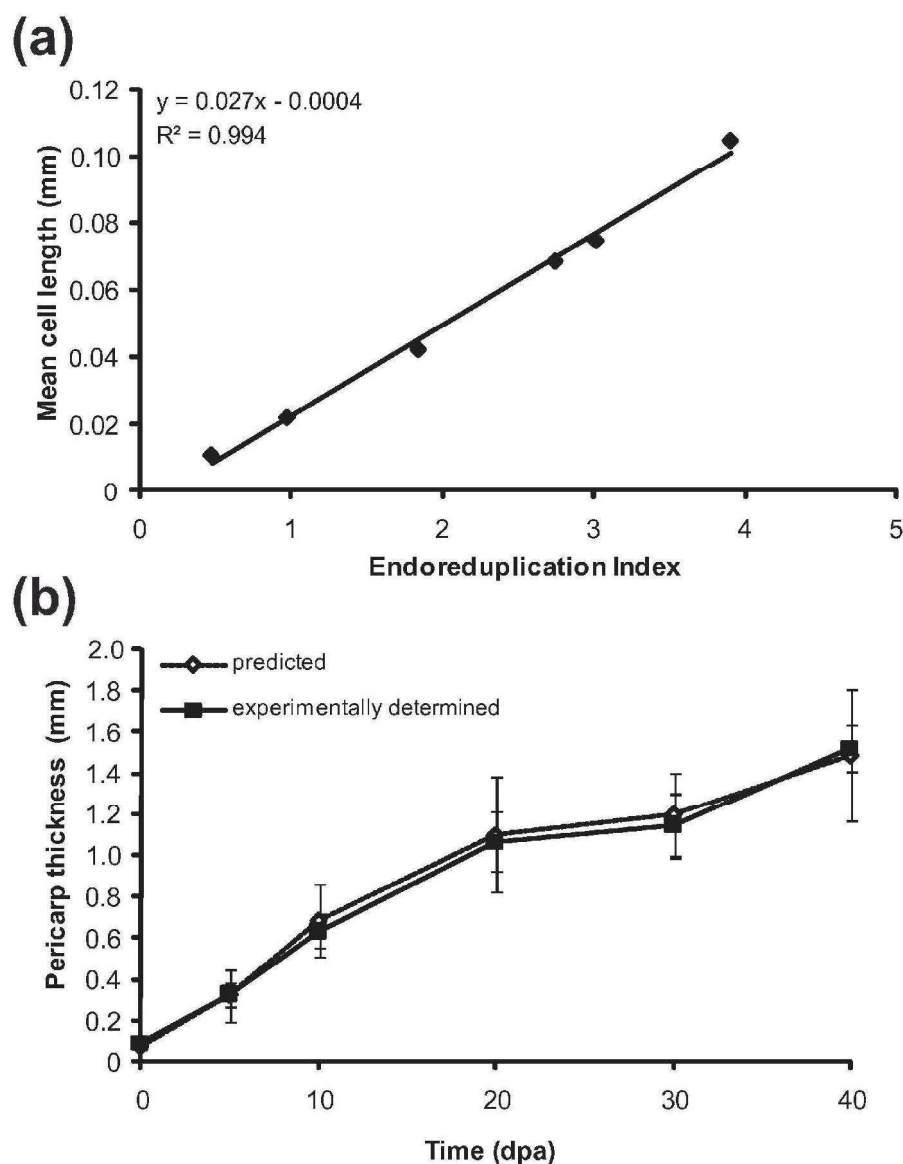 (a)
0.12
0.10
0.08
0.06
0.04
0.02
0
y = 0.027x - 0.0004
R² = 0.994
Mean cell length (mm)
0 1 2 3 4 5
Endoreduplication Index
(b)
2.0
1.8
1.6
1.4
1.2
1.0
0.8
0.6
0.4
0.2
0
predicted
experimentally determined
Pericarp thickness (mm)
0 10 20 30 40
Time (dpa)